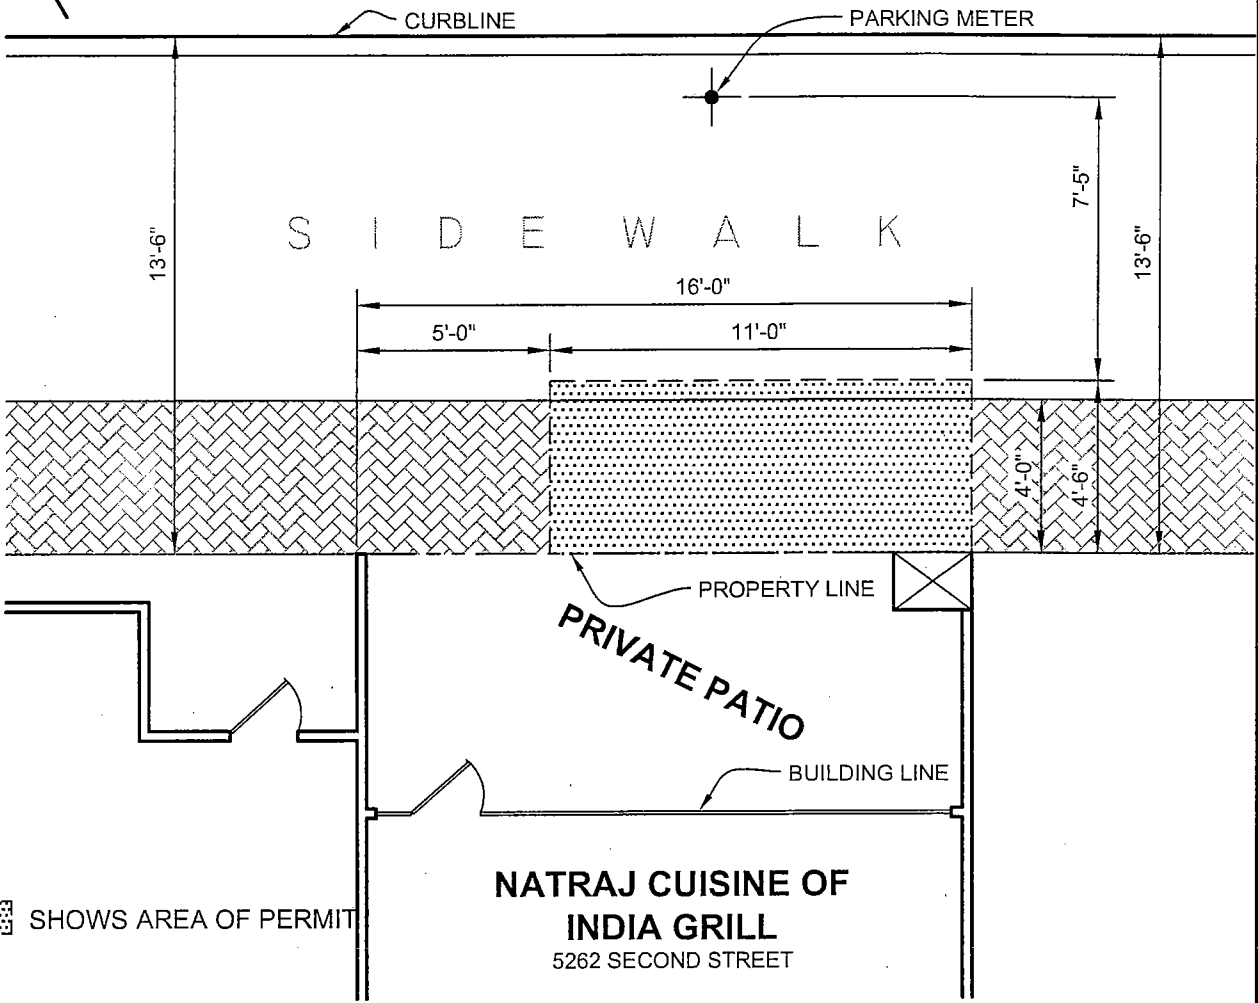 CURBLINE
PARKING METER
7'-5"
SIDEWALK
13'-6"
13'-6"
16'-0"
5'-0"
11'-0"
4'-0"
4'-6"
PROPERTY LINE
PRIVATE PATIO
BUILDING LINE
NATRAJ CUISINE OF
INDIA GRILL
5262 SECOND STREET
SHOWS AREA OF PERMIT